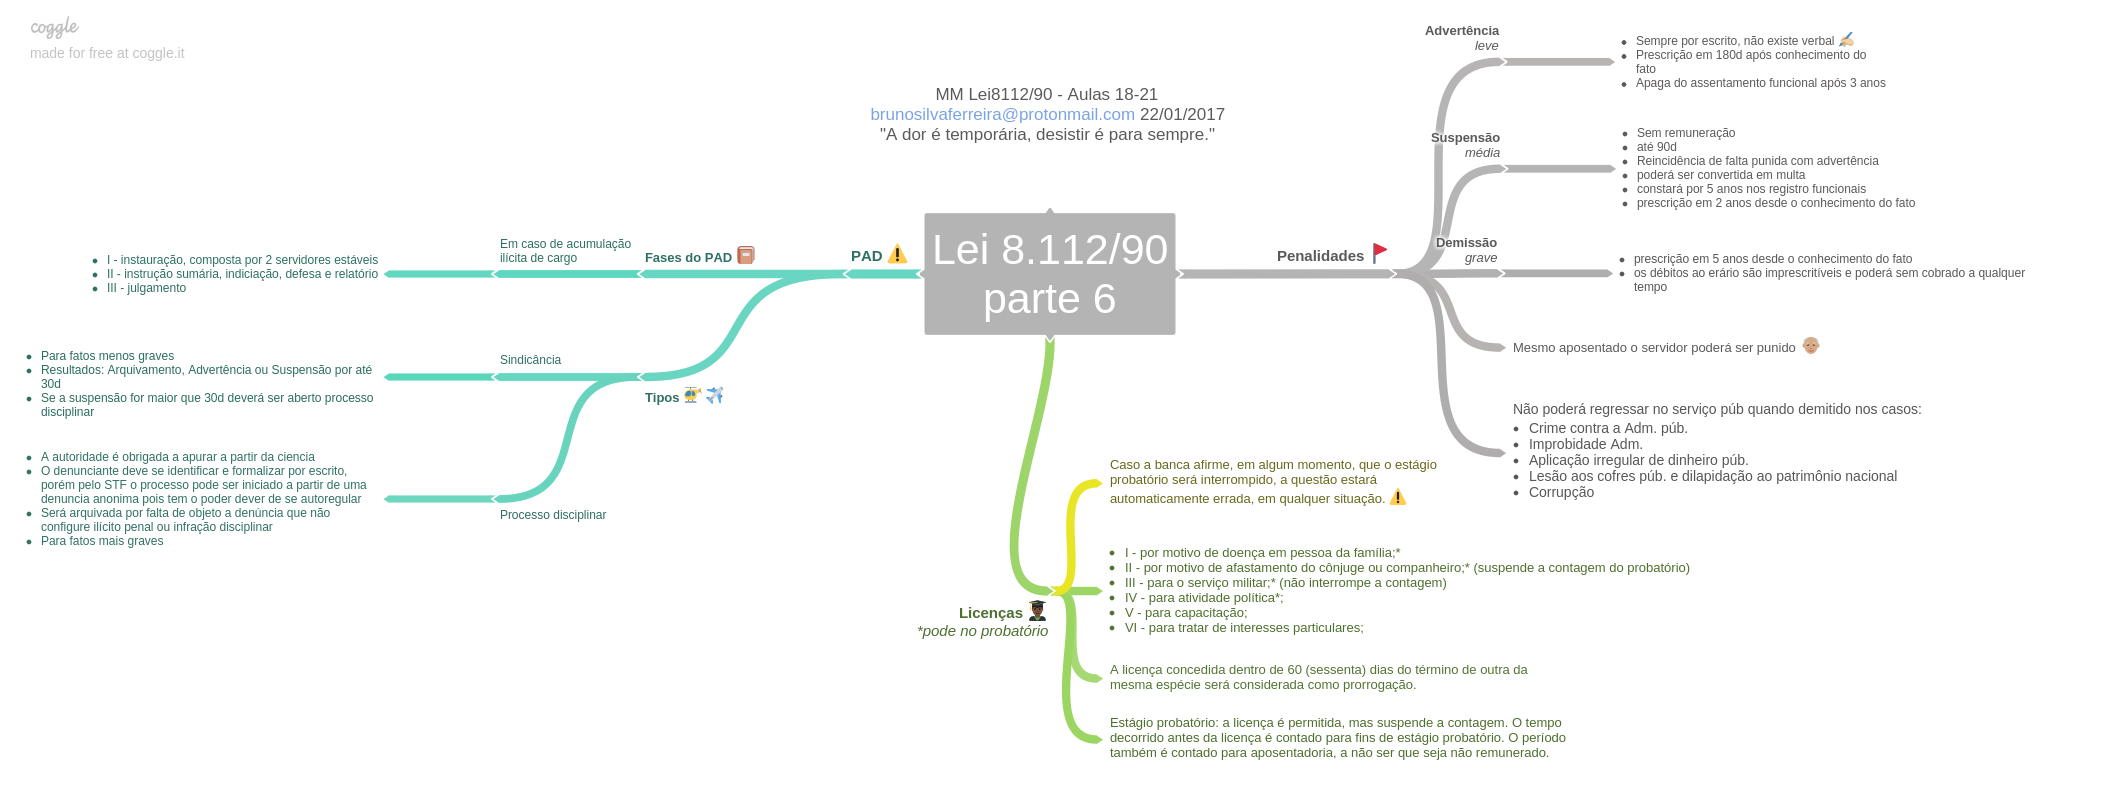 coggle
made for free at coggle.it
MM Lei8112/90 - Aulas 18-21
brunosilvaferreira@protonmail.com 22/01/2017
"A dor é temporária, desistir é para sempre."
Lei 8.112/90
parte 6
PAD
Fases do PAD
Em caso de acumulação
ilícita de cargo
I - instauração, composta por 2 servidores estáveis
II - instrução sumária, indiciação, defesa e relatório
III - julgamento
Tipos
Sindicância
Para fatos menos graves
Resultados: Arquivamento, Advertência ou Suspensão por até
30d
Se a suspensão for maior que 30d deverá ser aberto processo
disciplinar
Processo disciplinar
A autoridade é obrigada a apurar a partir da ciencia
O denunciante deve se identificar e formalizar por escrito,
porém pelo STF o processo pode ser iniciado a partir de uma
denuncia anonima pois tem o poder dever de se autoregular
Será arquivada por falta de objeto a denúncia que não
configure ilícito penal ou infração disciplinar
Para fatos mais graves
Penalidades
Advertência
leve
Sempre por escrito, não existe verbal
Prescrição em 180d após conhecimento do
fato
Apaga do assentamento funcional após 3 anos
Suspensão
média
Sem remuneração
até 90d
Reincidência de falta punida com advertência
poderá ser convertida em multa
constará por 5 anos nos registro funcionais
prescrição em 2 anos desde o conhecimento do fato
Demissão
grave
prescrição em 5 anos desde o conhecimento do fato
os débitos ao erário são imprescritíveis e poderá sem cobrado a qualquer
tempo
Mesmo aposentado o servidor poderá ser punido
Não poderá regressar no serviço púb quando demitido nos casos:
Crime contra a Adm. púb.
Improbidade Adm.
Aplicação irregular de dinheiro púb.
Lesão aos cofres púb. e dilapidação ao patrimônio nacional
Corrupção
Licenças
*pode no probatório
Caso a banca afirme, em algum momento, que o estágio
probatório será interrompido, a questão estará
automaticamente errada, em qualquer situação.
I - por motivo de doença em pessoa da família;*
II - por motivo de afastamento do cônjuge ou companheiro;* (suspende a contagem do probatório)
III - para o serviço militar;* (não interrompe a contagem)
IV - para atividade política*;
V - para capacitação;
VI - para tratar de interesses particulares;
A licença concedida dentro de 60 (sessenta) dias do término de outra da
mesma espécie será considerada como prorrogação.
Estágio probatório: a licença é permitida, mas suspende a contagem. O tempo
decorrido antes da licença é contado para fins de estágio probatório. O período
também é contado para aposentadoria, a não ser que seja não remunerado.